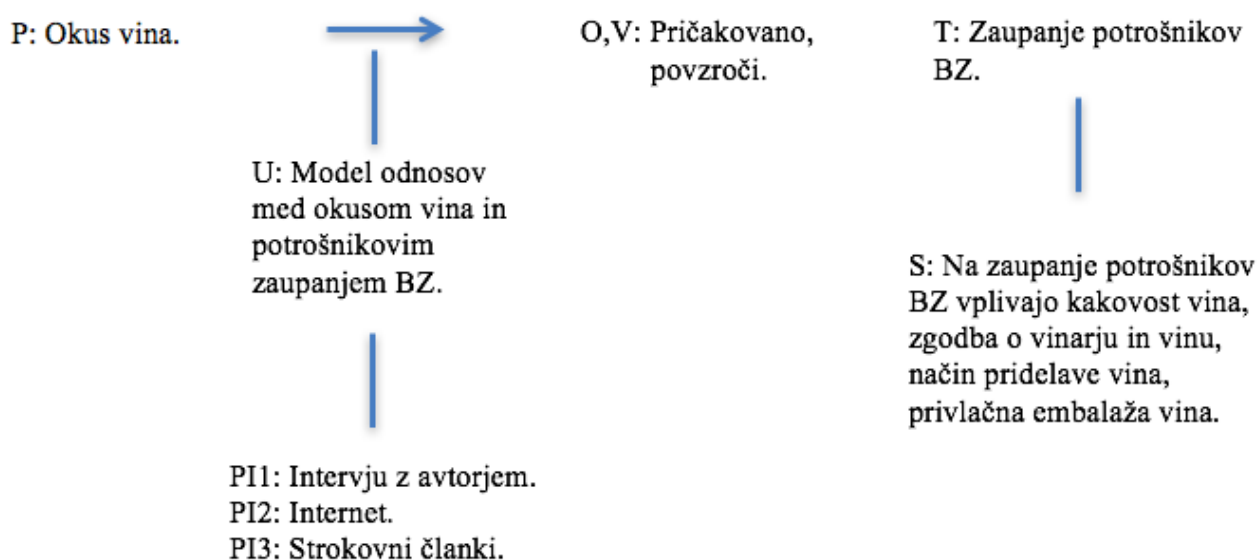 P: Okus vina.
O,V: Pričakovano,
povzroči.
T: Zaupanje potrošnikov
BZ.
U: Model odnosov
med okusom vina in
potrošnikovim
zaupanjem BZ.
S: Na zaupanje potrošnikov
BZ vplivajo kakovost vina,
zgodba o vinarju in vinu,
način pridelave vina,
privlačna embalaža vina.
PI1: Intervju z avtorjem.
PI2: Internet.
PI3: Strokovni članki.